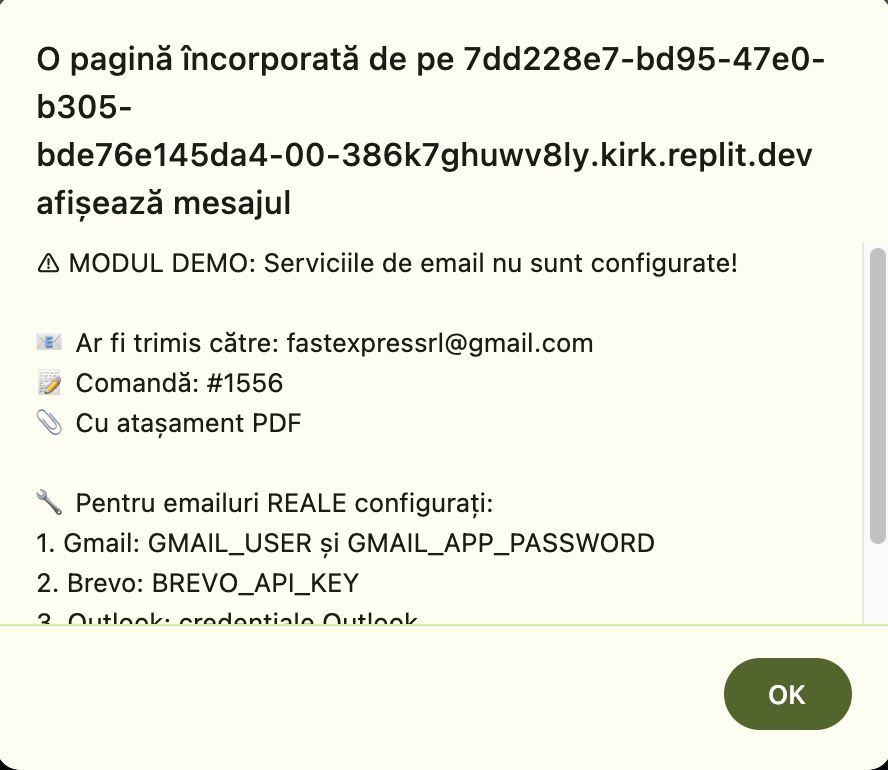 O pagină încorporată de pe 7dd228e7-bd95-47e0-
b305-
bde76e145da4-00-386k7ghuwv8ly.kirk.replit.dev
afișează mesajul
⚠ MODUL DEMO: Serviciile de email nu sunt configurate!
📧 Ar fi trimis către: fastexpressrl@gmail.com
📝 Comandă: #1556
📎 Cu atașament PDF
🔧 Pentru emailuri REALE configurați:
1. Gmail: GMAIL_USER și GMAIL_APP_PASSWORD
2. Brevo: BREVO_API_KEY
3. Outlook: credențiale Outlook
OK